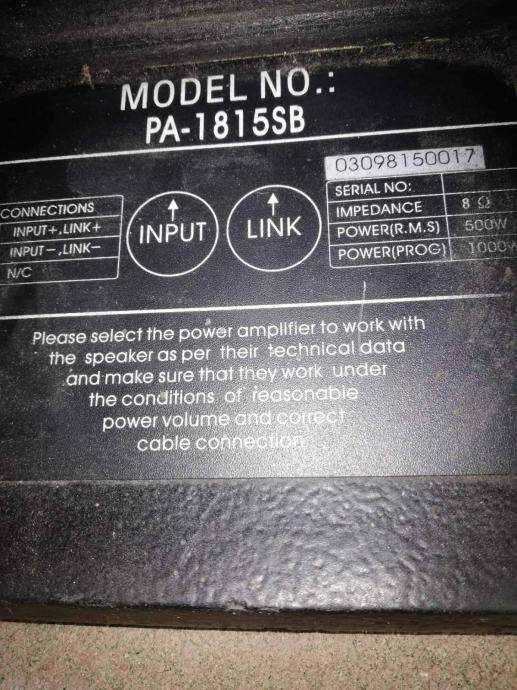 MODEL NO.:
PA-1815SB
03098150017
CONNECTIONS
INPUT+,LINK+
INPUT-,LINK-
N/C
INPUT
LINK
SERIAL NO:
IMPEDANCE 8 Ω
POWER(R.M.S) 500W
POWER(PROG) 1000W
Please select the power amplifier to work with
the speaker as per their technical data
and make sure that they work under
the conditions of reasonable
power volume and correct
cable connection